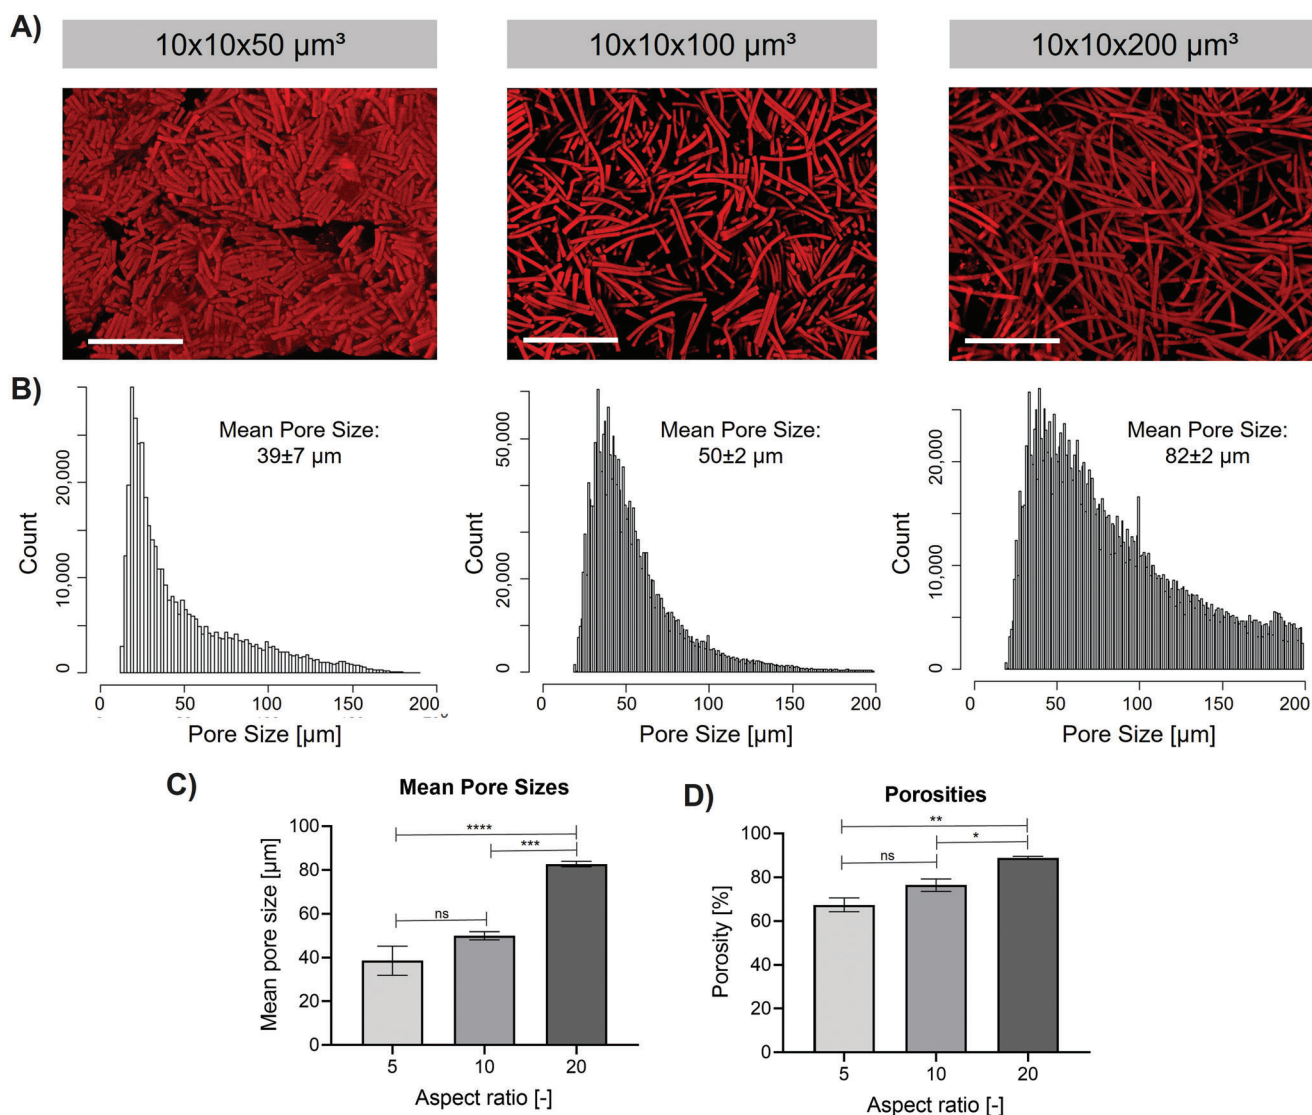 A)
10x10x50 µm³
10x10x100 µm³
10x10x200 µm³
B)
Mean Pore Size:
39±7 µm
Count
0
10,000
20,000
0
50
100
150
200
Pore Size [µm]
Mean Pore Size:
50±2 µm
Count
0
20,000
50,000
0
50
100
150
200
Pore Size [µm]
Mean Pore Size:
82±2 µm
Count
0
10,000
20,000
0
50
100
150
200
Pore Size [µm]
C)
Mean Pore Sizes
Mean pore size [µm]
100
80
60
40
20
0
****
***
ns
5
10
20
Aspect ratio [-]
D)
Porosities
Porosity [%]
100
80
60
40
20
0
**
*
ns
5
10
20
Aspect ratio [-]